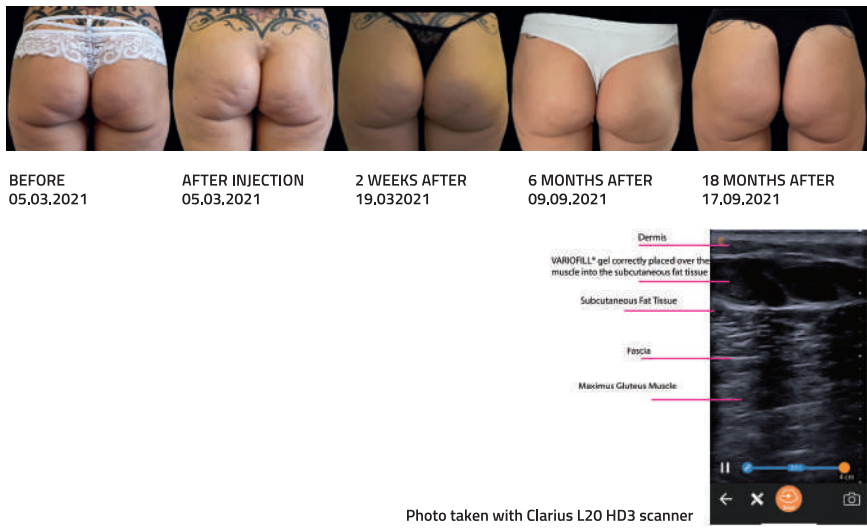 BEFORE
05.03.2021
AFTER INJECTION
05.03.2021
2 WEEKS AFTER
19.032021
6 MONTHS AFTER
09.09.2021
18 MONTHS AFTER
17.09.2021
Dermis
VARIOFILL® gel correctly placed over the
muscle into the subcutaneous fat tissue
Subcutaneous Fat Tissue
Fascia
Maximus Gluteus Muscle
4 cm
Photo taken with Clarius L20 HD3 scanner